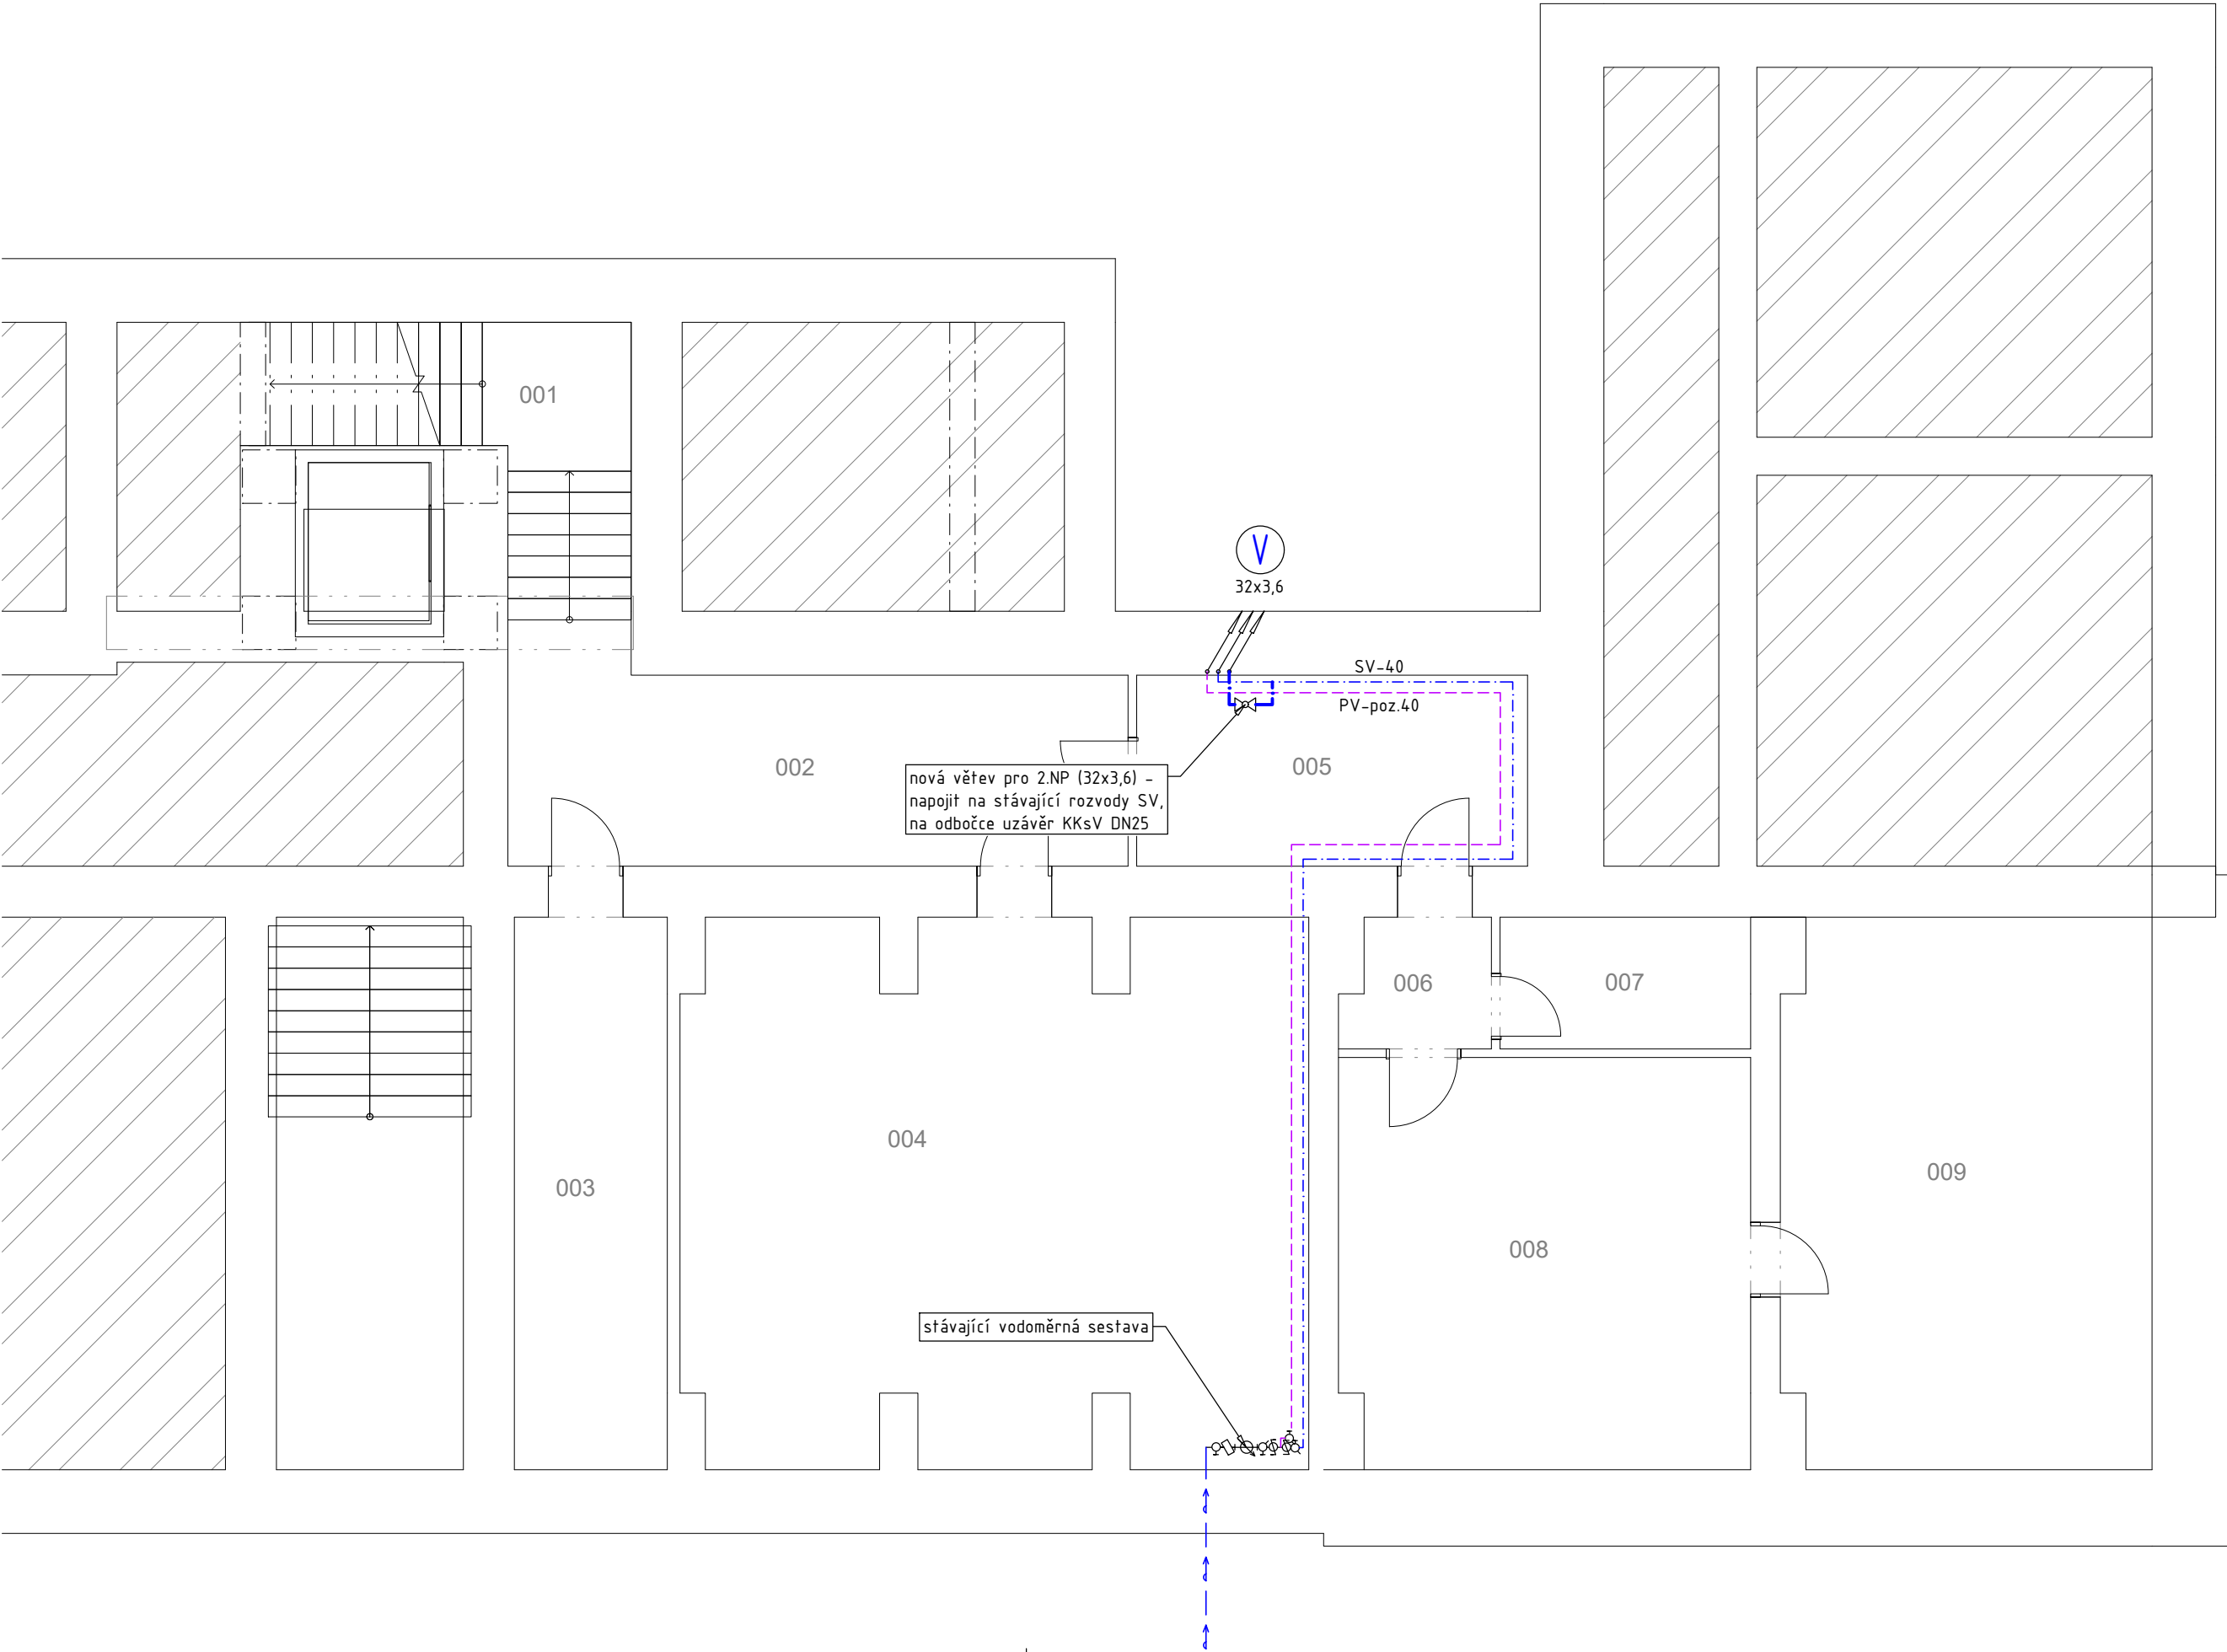 001
V
32x3,6
SV-40
PV-poz.40
002
005
nová větev pro 2.NP (32x3,6) -
napojit na stávající rozvody SV,
na odbočce uzávěr KKsV DN25
006
007
004
003
009
008
stávající vodoměrná sestava